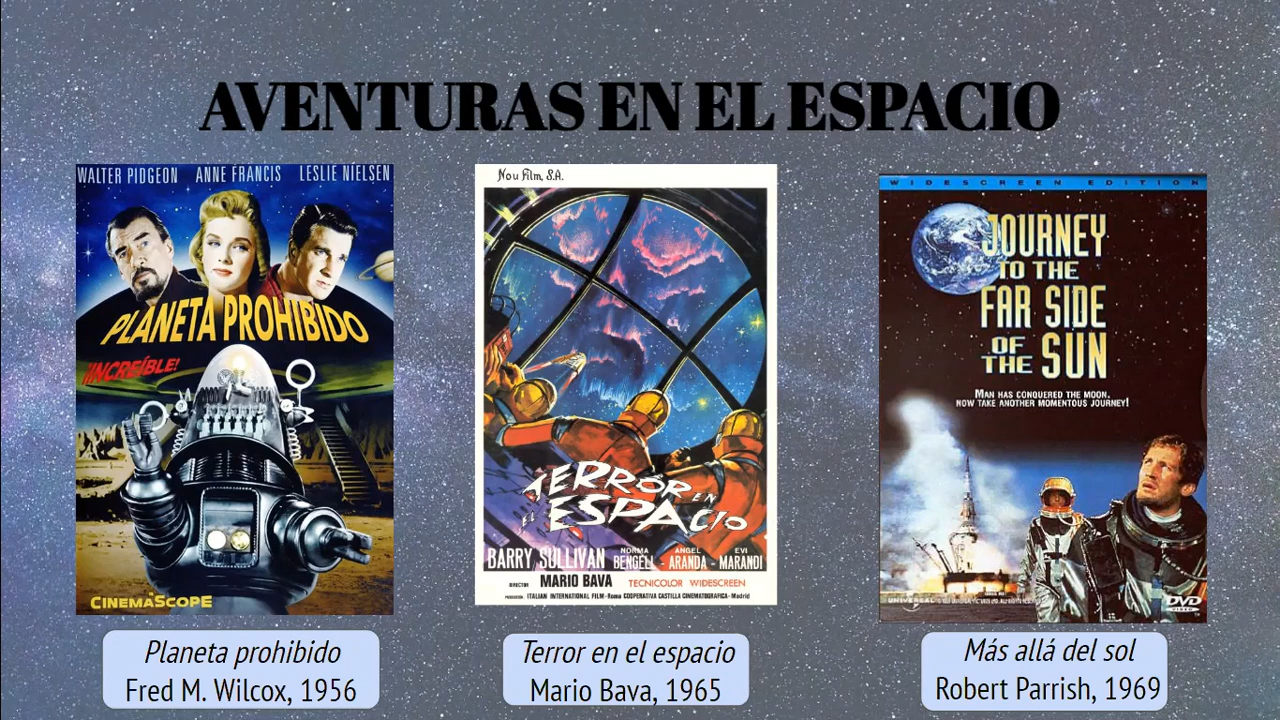 AVENTURAS EN EL ESPACIO
WALTER PIDGEON ANNE FRANCIS LESLIE NIELSEN
PLANETA PROHIBIDO
¡INCREÍBLE!
EN CINEMASCOPE
Planeta prohibido
Fred M. Wilcox, 1956
Nou Film, S.A.
TERROR EN
EL ESPACIO
BARRY SULLIVAN NORMA BENGELL - ANGEL ARANDA - EVI MARANDI
DIRECTOR MARIO BAVA TECNICOLOR WIDESCREEN
ITALIAN INTERNATIONAL FILM-Roma COOPERATIVA CASTILLA CINEMATOGRAFICA-Madrid
Terror en el espacio
Mario Bava, 1965
WIDESCREEN EDITION
JOURNEY
TO THE
FAR SIDE
OF
THE SUN
MAN HAS CONQUERED THE MOON.
NOW TAKE ANOTHER MOMENTOUS JOURNEY!
UNIVERSAL
DVD
VIDEO
Más allá del sol
Robert Parrish, 1969